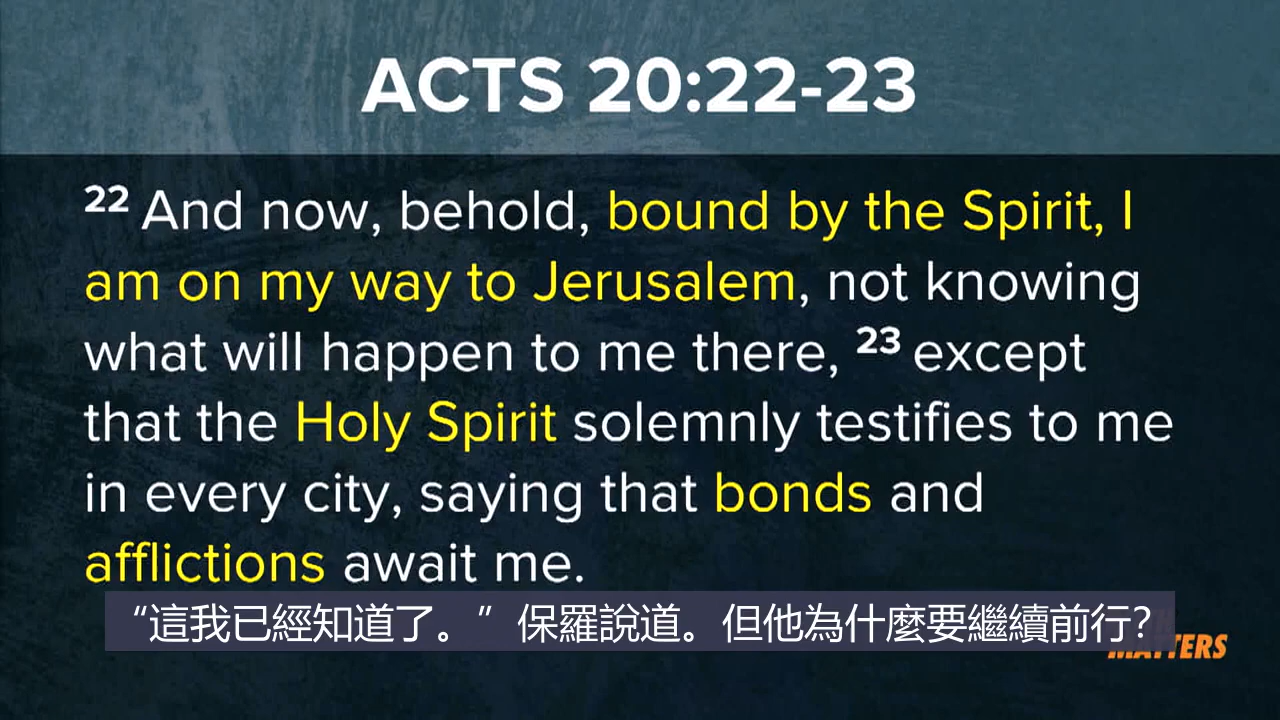 ACTS 20:22-23
22 And now, behold, bound by the Spirit, I
am on my way to Jerusalem, not knowing
what will happen to me there, 23 except
that the Holy Spirit solemnly testifies to me
in every city, saying that bonds and
afflictions await me.
“這我已經知道了。”保羅說道。但他為什麼要繼續前行？
MATTERS